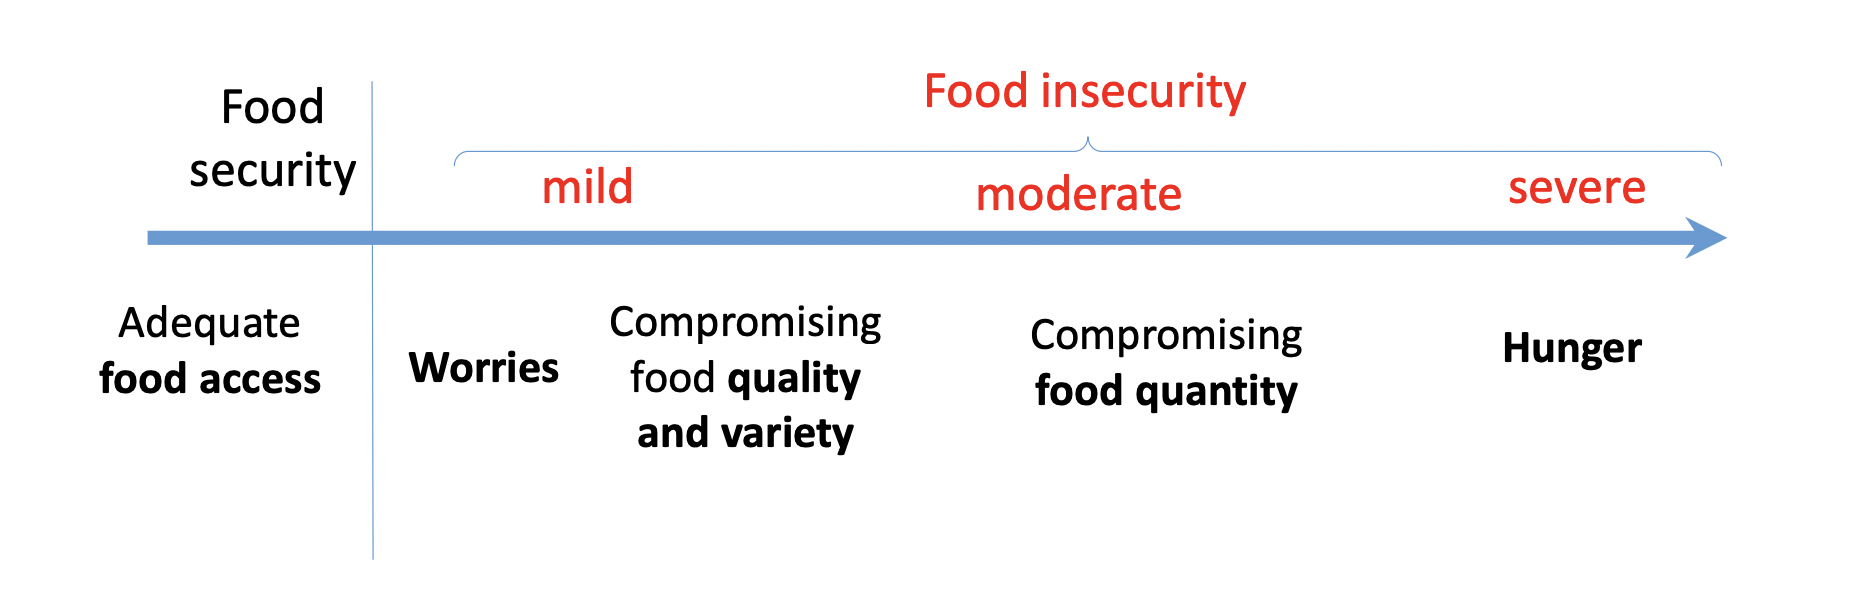 Food
security
Food insecurity
mild
moderate
severe
Adequate
food access
Worries
Compromising
food quality
and variety
Compromising
food quantity
Hunger